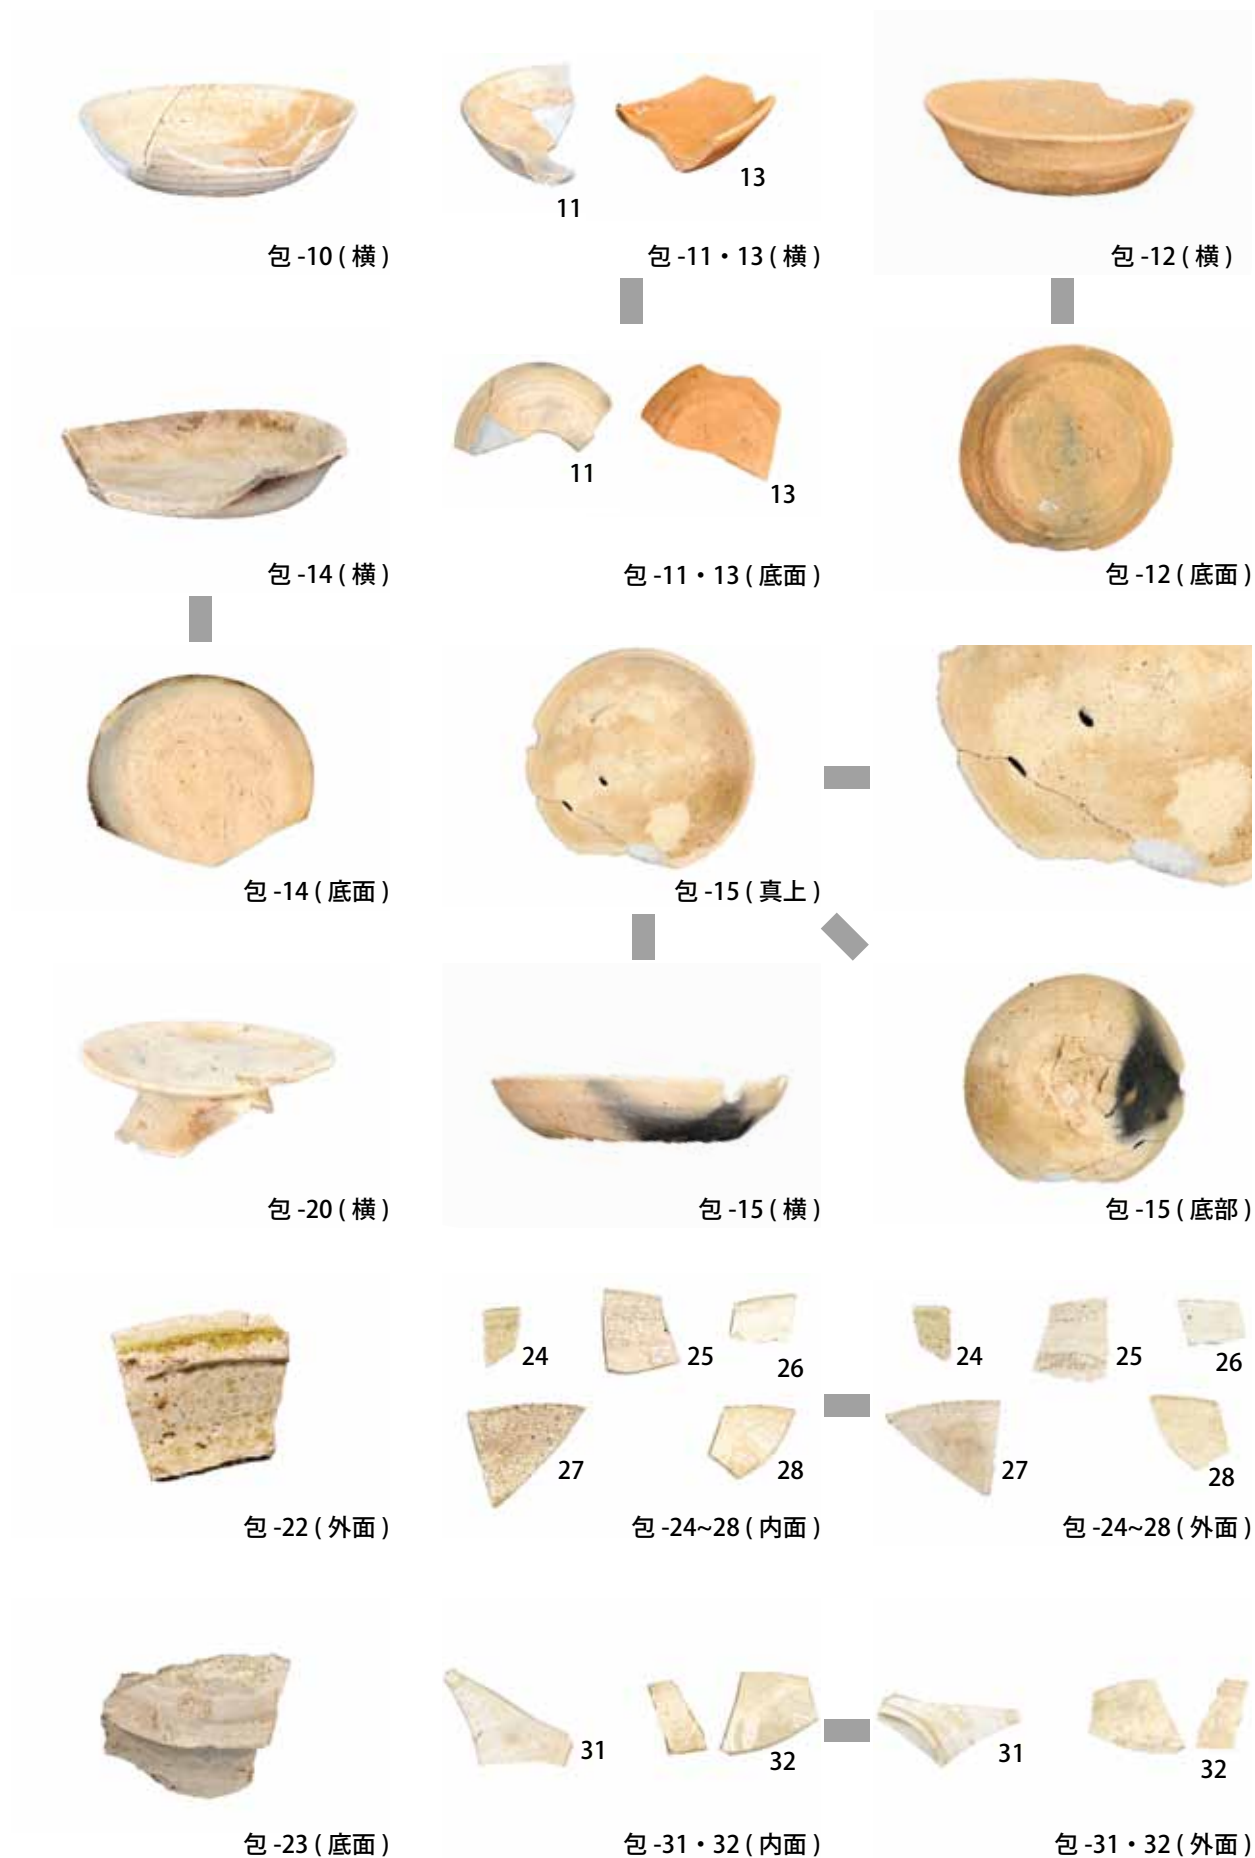 11
13
包 -10 ( 横 )
包 -11・13 ( 横 )
包 -12 ( 横 )
11
13
包 -14 ( 横 )
包 -11・13 ( 底面 )
包 -12 ( 底面 )
包 -14 ( 底面 )
包 -15 ( 真上 )
包 -20 ( 横 )
包 -15 ( 横 )
包 -15 ( 底部 )
24
25
26
27
28
24
25
26
27
28
包 -22 ( 外面 )
包 -24~28 ( 内面 )
包 -24~28 ( 外面 )
31
32
31
32
包 -23 ( 底面 )
包 -31・32 ( 内面 )
包 -31・32 ( 外面 )